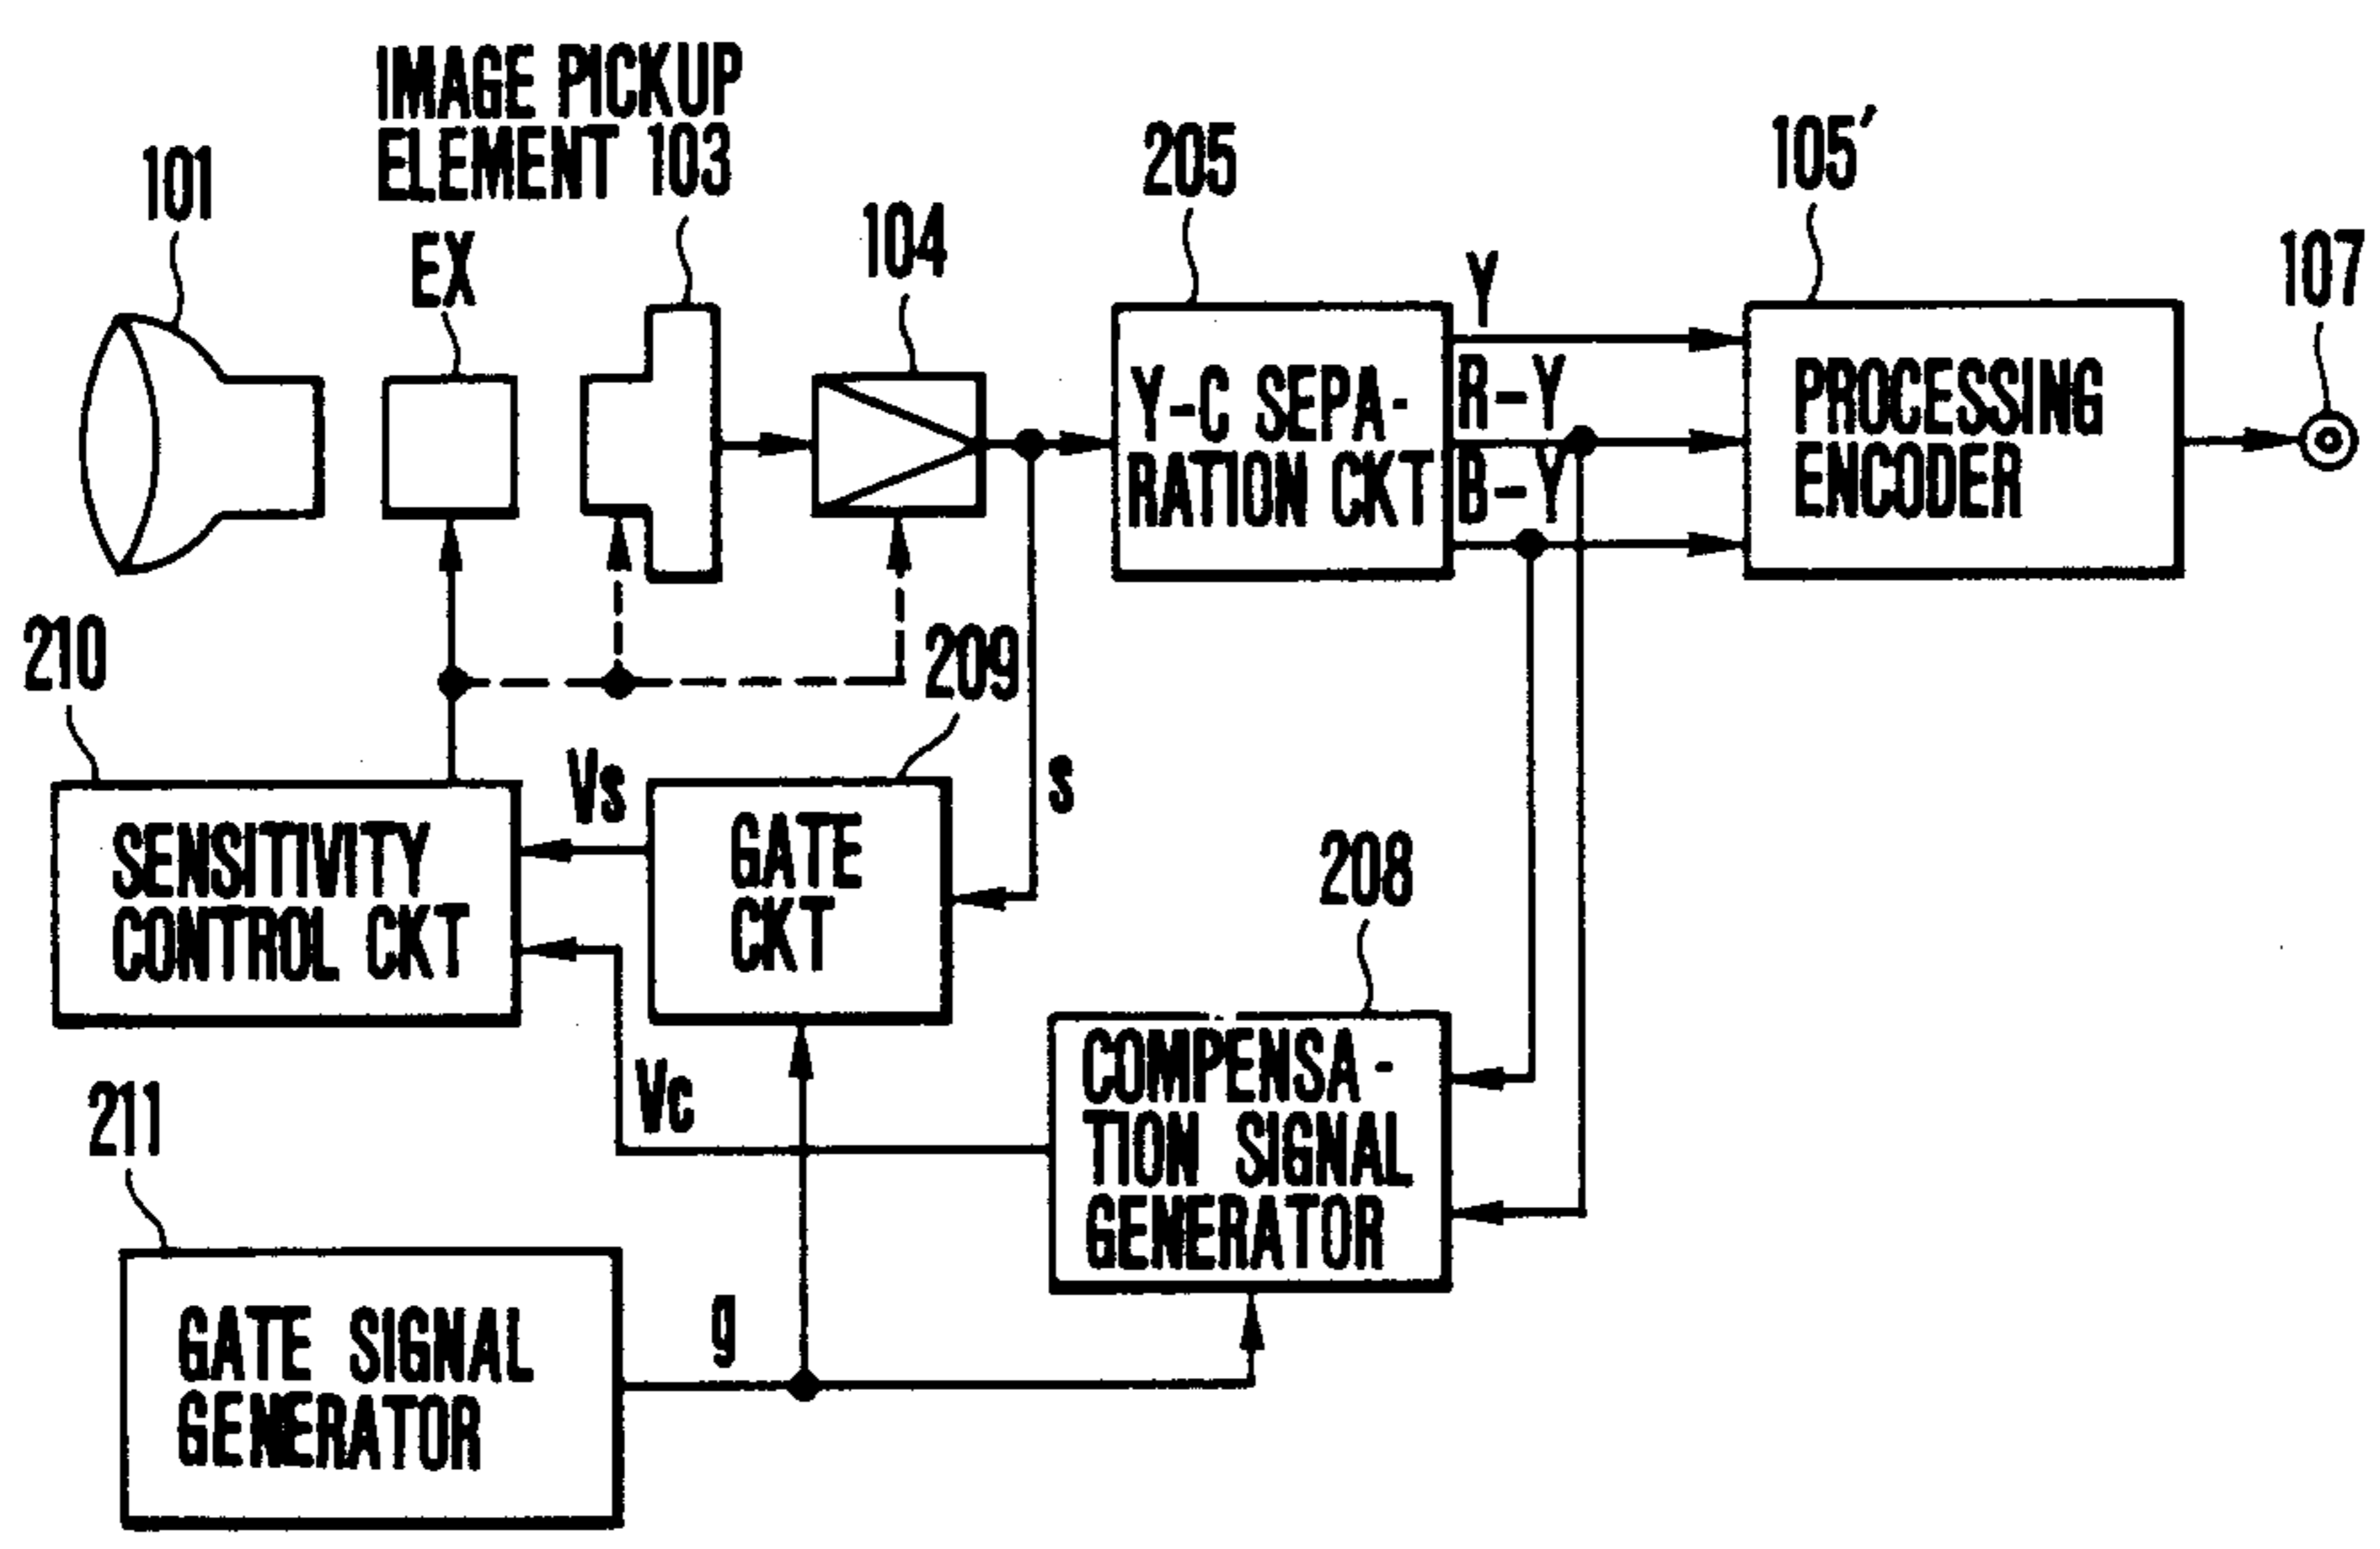 IMAGE PICKUP
ELEMENT 103
101
EX
104
205
105'
107
Y
R-Y
B-Y
Y-C SEPA-
RATION CKT
PROCESSING
ENCODER
210
209
Vs
S
SENSITIVITY
CONTROL CKT
GATE
CKT
208
Vc
COMPENSA-
TION SIGNAL
GENERATOR
211
g
GATE SIGNAL
GENERATOR